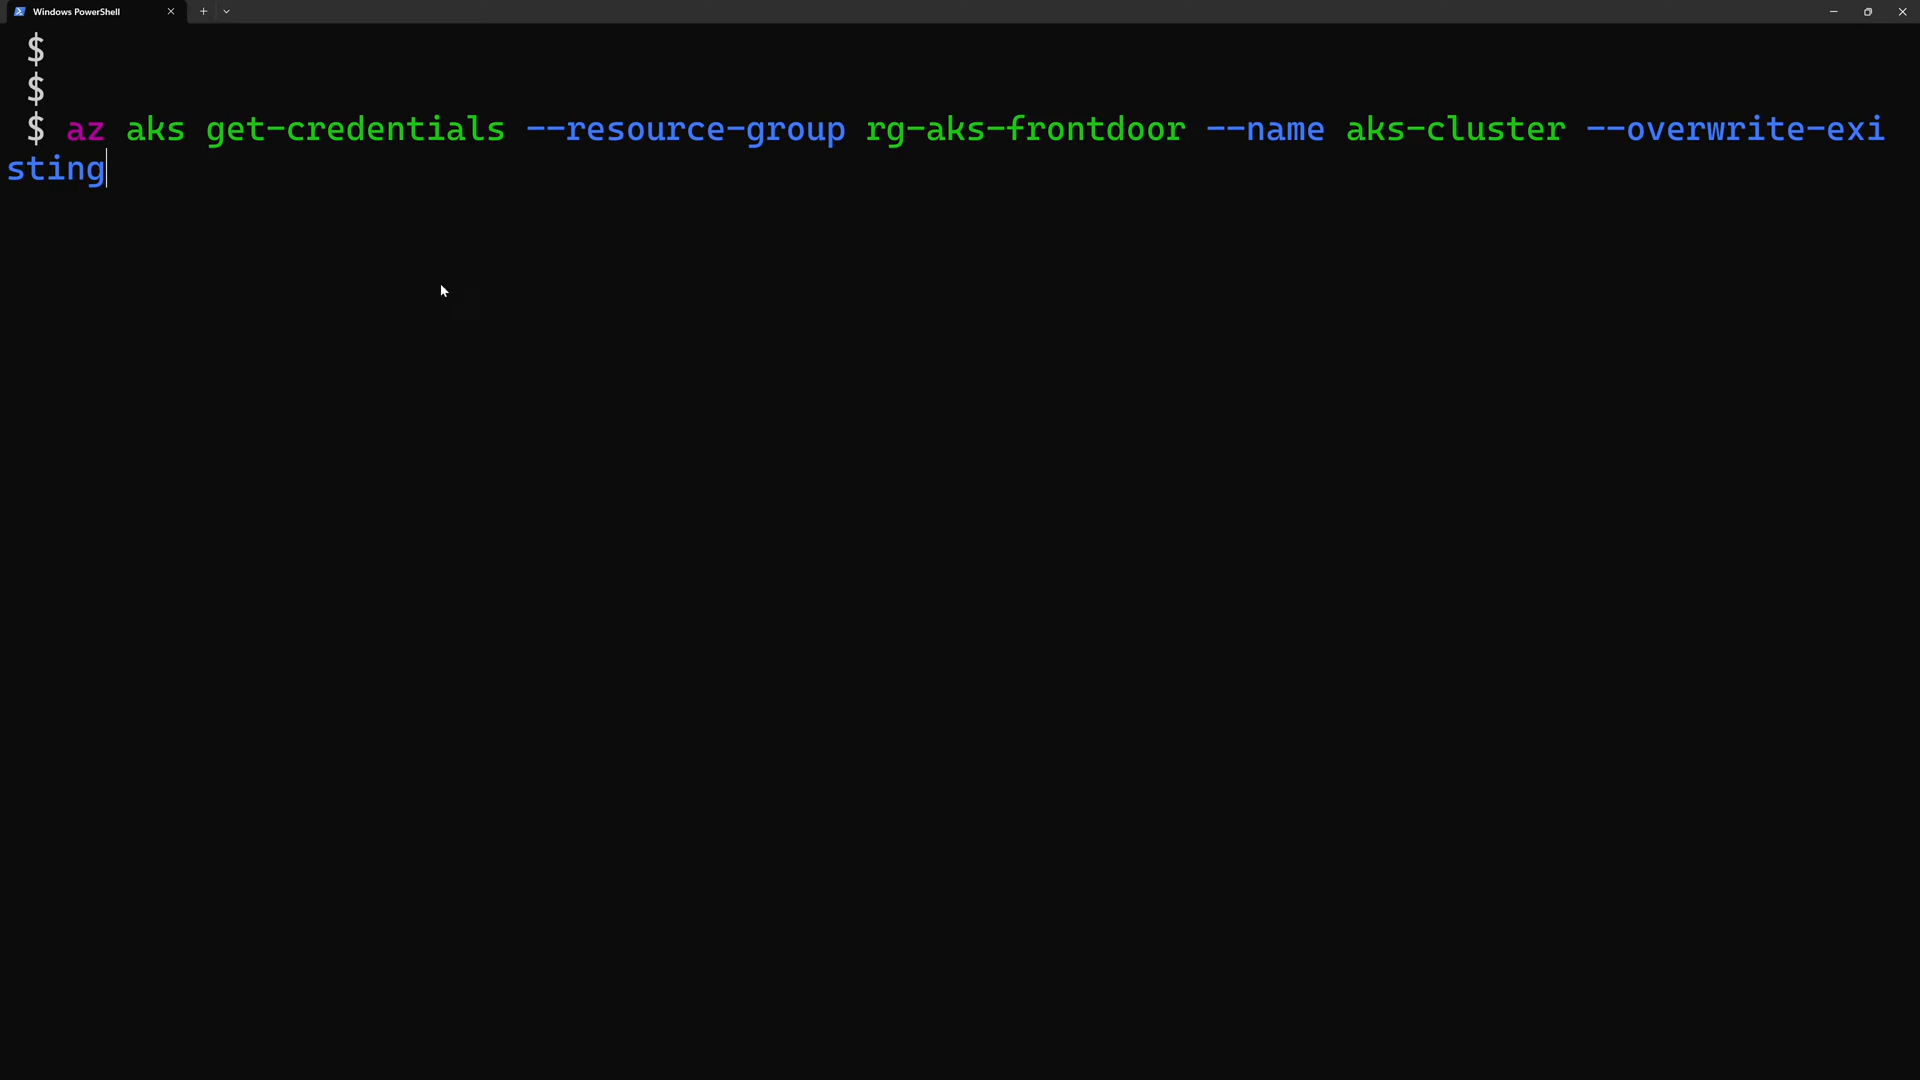 Windows PowerShell
$
$
$ az aks get-credentials --resource-group rg-aks-frontdoor --name aks-cluster --overwrite-exi
sting